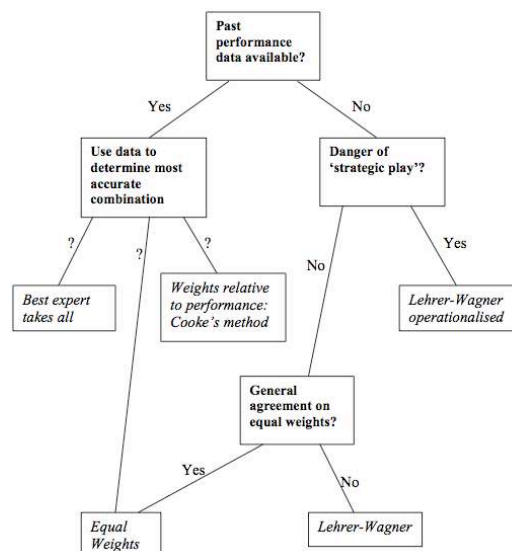 Past
performance
data available?
Yes
No
Use data to
determine most
accurate
combination
Danger of
‘strategic play’?
?
?
?
No
Yes
Best expert
takes all
Weights relative
to performance:
Cooke’s method
Lehrer-Wagner
operationalised
General
agreement on
equal weights?
Yes
No
Equal
Weights
Lehrer-Wagner